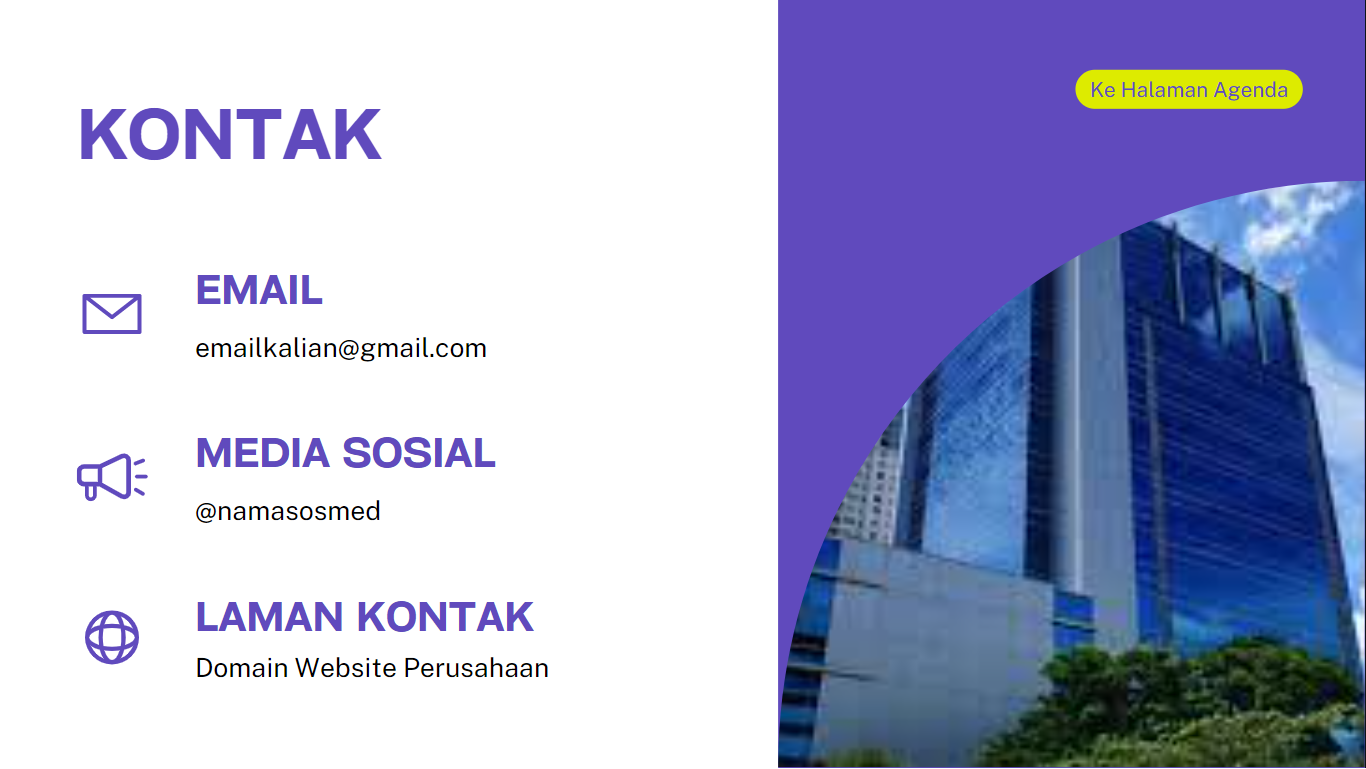 KONTAK
Ke Halaman Agenda
EMAIL
emailkalian@gmail.com
MEDIA SOSIAL
@namasosmed
LAMAN KONTAK
Domain Website Perusahaan